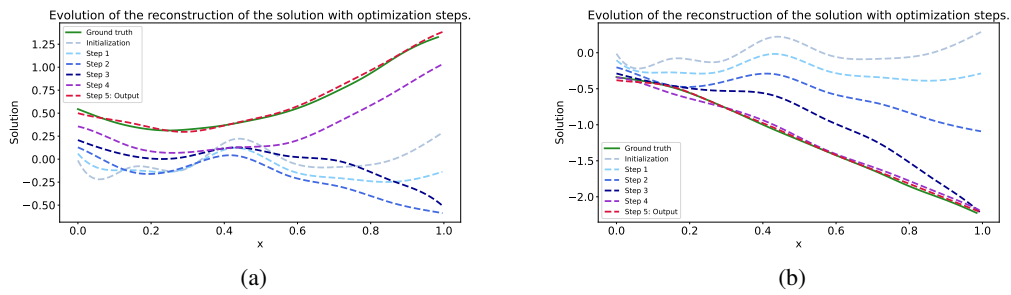 Evolution of the reconstruction of the solution with optimization steps.
Ground truth
Initialization
Step 1
Step 2
Step 3
Step 4
Step 5: Output
Solution
1.25
1.00
0.75
0.50
0.25
0.00
−0.25
−0.50
0.0 0.2 0.4 0.6 0.8 1.0
x
(a)
Evolution of the reconstruction of the solution with optimization steps.
Solution
0.0
−0.5
−1.0
−1.5
−2.0
Ground truth
Initialization
Step 1
Step 2
Step 3
Step 4
Step 5: Output
0.0 0.2 0.4 0.6 0.8 1.0
x
(b)